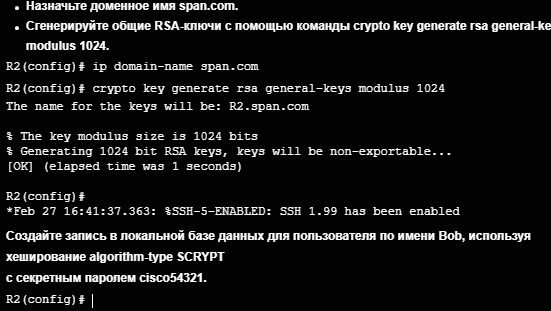 • Назначьте доменное имя span.com.
• Сгенерируйте общие RSA-ключи с помощью команды crypto key generate rsa general-ke
modulus 1024.
R2(config)# ip domain-name span.com
R2(config)# crypto key generate rsa general-keys modulus 1024
The name for the keys will be: R2.span.com
% The key modulus size is 1024 bits
% Generating 1024 bit RSA keys, keys will be non-exportable...
[OK] (elapsed time was 1 seconds)
R2(config)#
*Feb 27 16:41:37.363: %SSH-5-ENABLED: SSH 1.99 has been enabled
Создайте запись в локальной базе данных для пользователя по имени Bob, используя
хеширование algorithm-type SCRYPT
с секретным паролем cisco54321.
R2(config)#